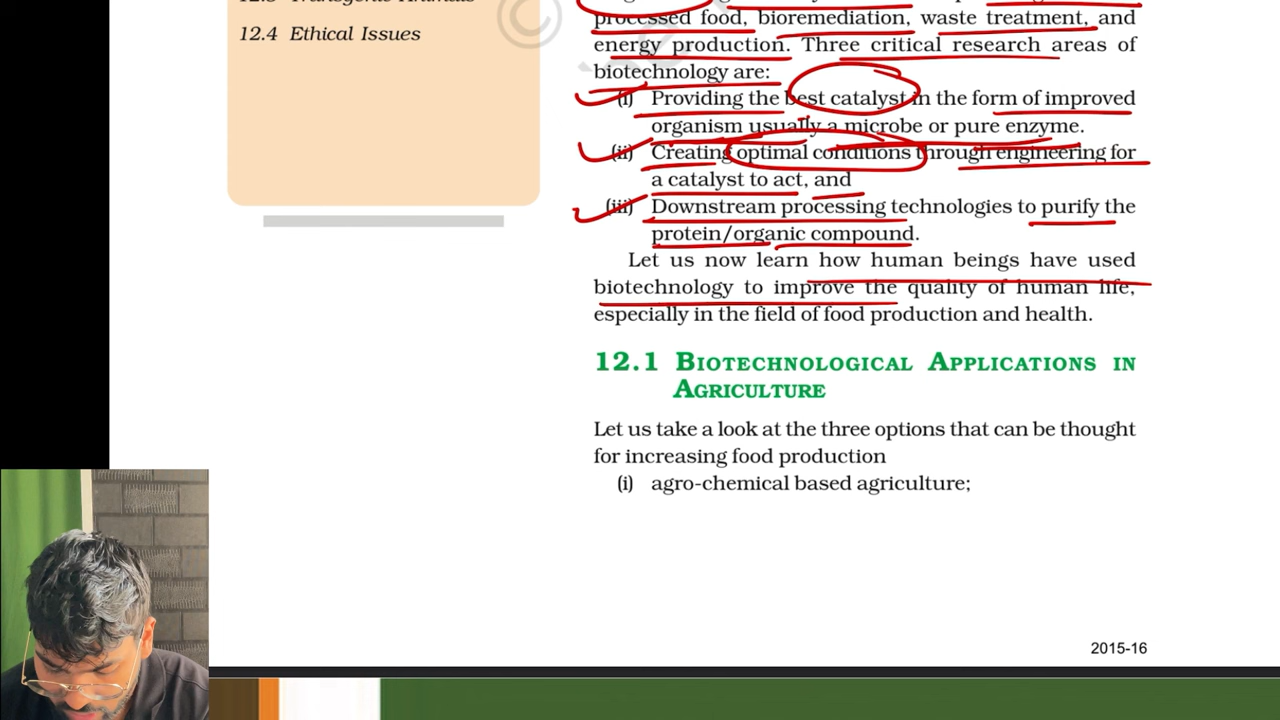 12.4 Ethical Issues
processed food, bioremediation, waste treatment, and
energy production. Three critical research areas of
biotechnology are:
(i) Providing the best catalyst in the form of improved
organism usually a microbe or pure enzyme.
(ii) Creating optimal conditions through engineering for
a catalyst to act, and
(iii) Downstream processing technologies to purify the
protein/organic compound.
Let us now learn how human beings have used
biotechnology to improve the quality of human life,
especially in the field of food production and health.
12.1 BIOTECHNOLOGICAL APPLICATIONS IN
AGRICULTURE
Let us take a look at the three options that can be thought
for increasing food production
(i) agro-chemical based agriculture;
2015-16